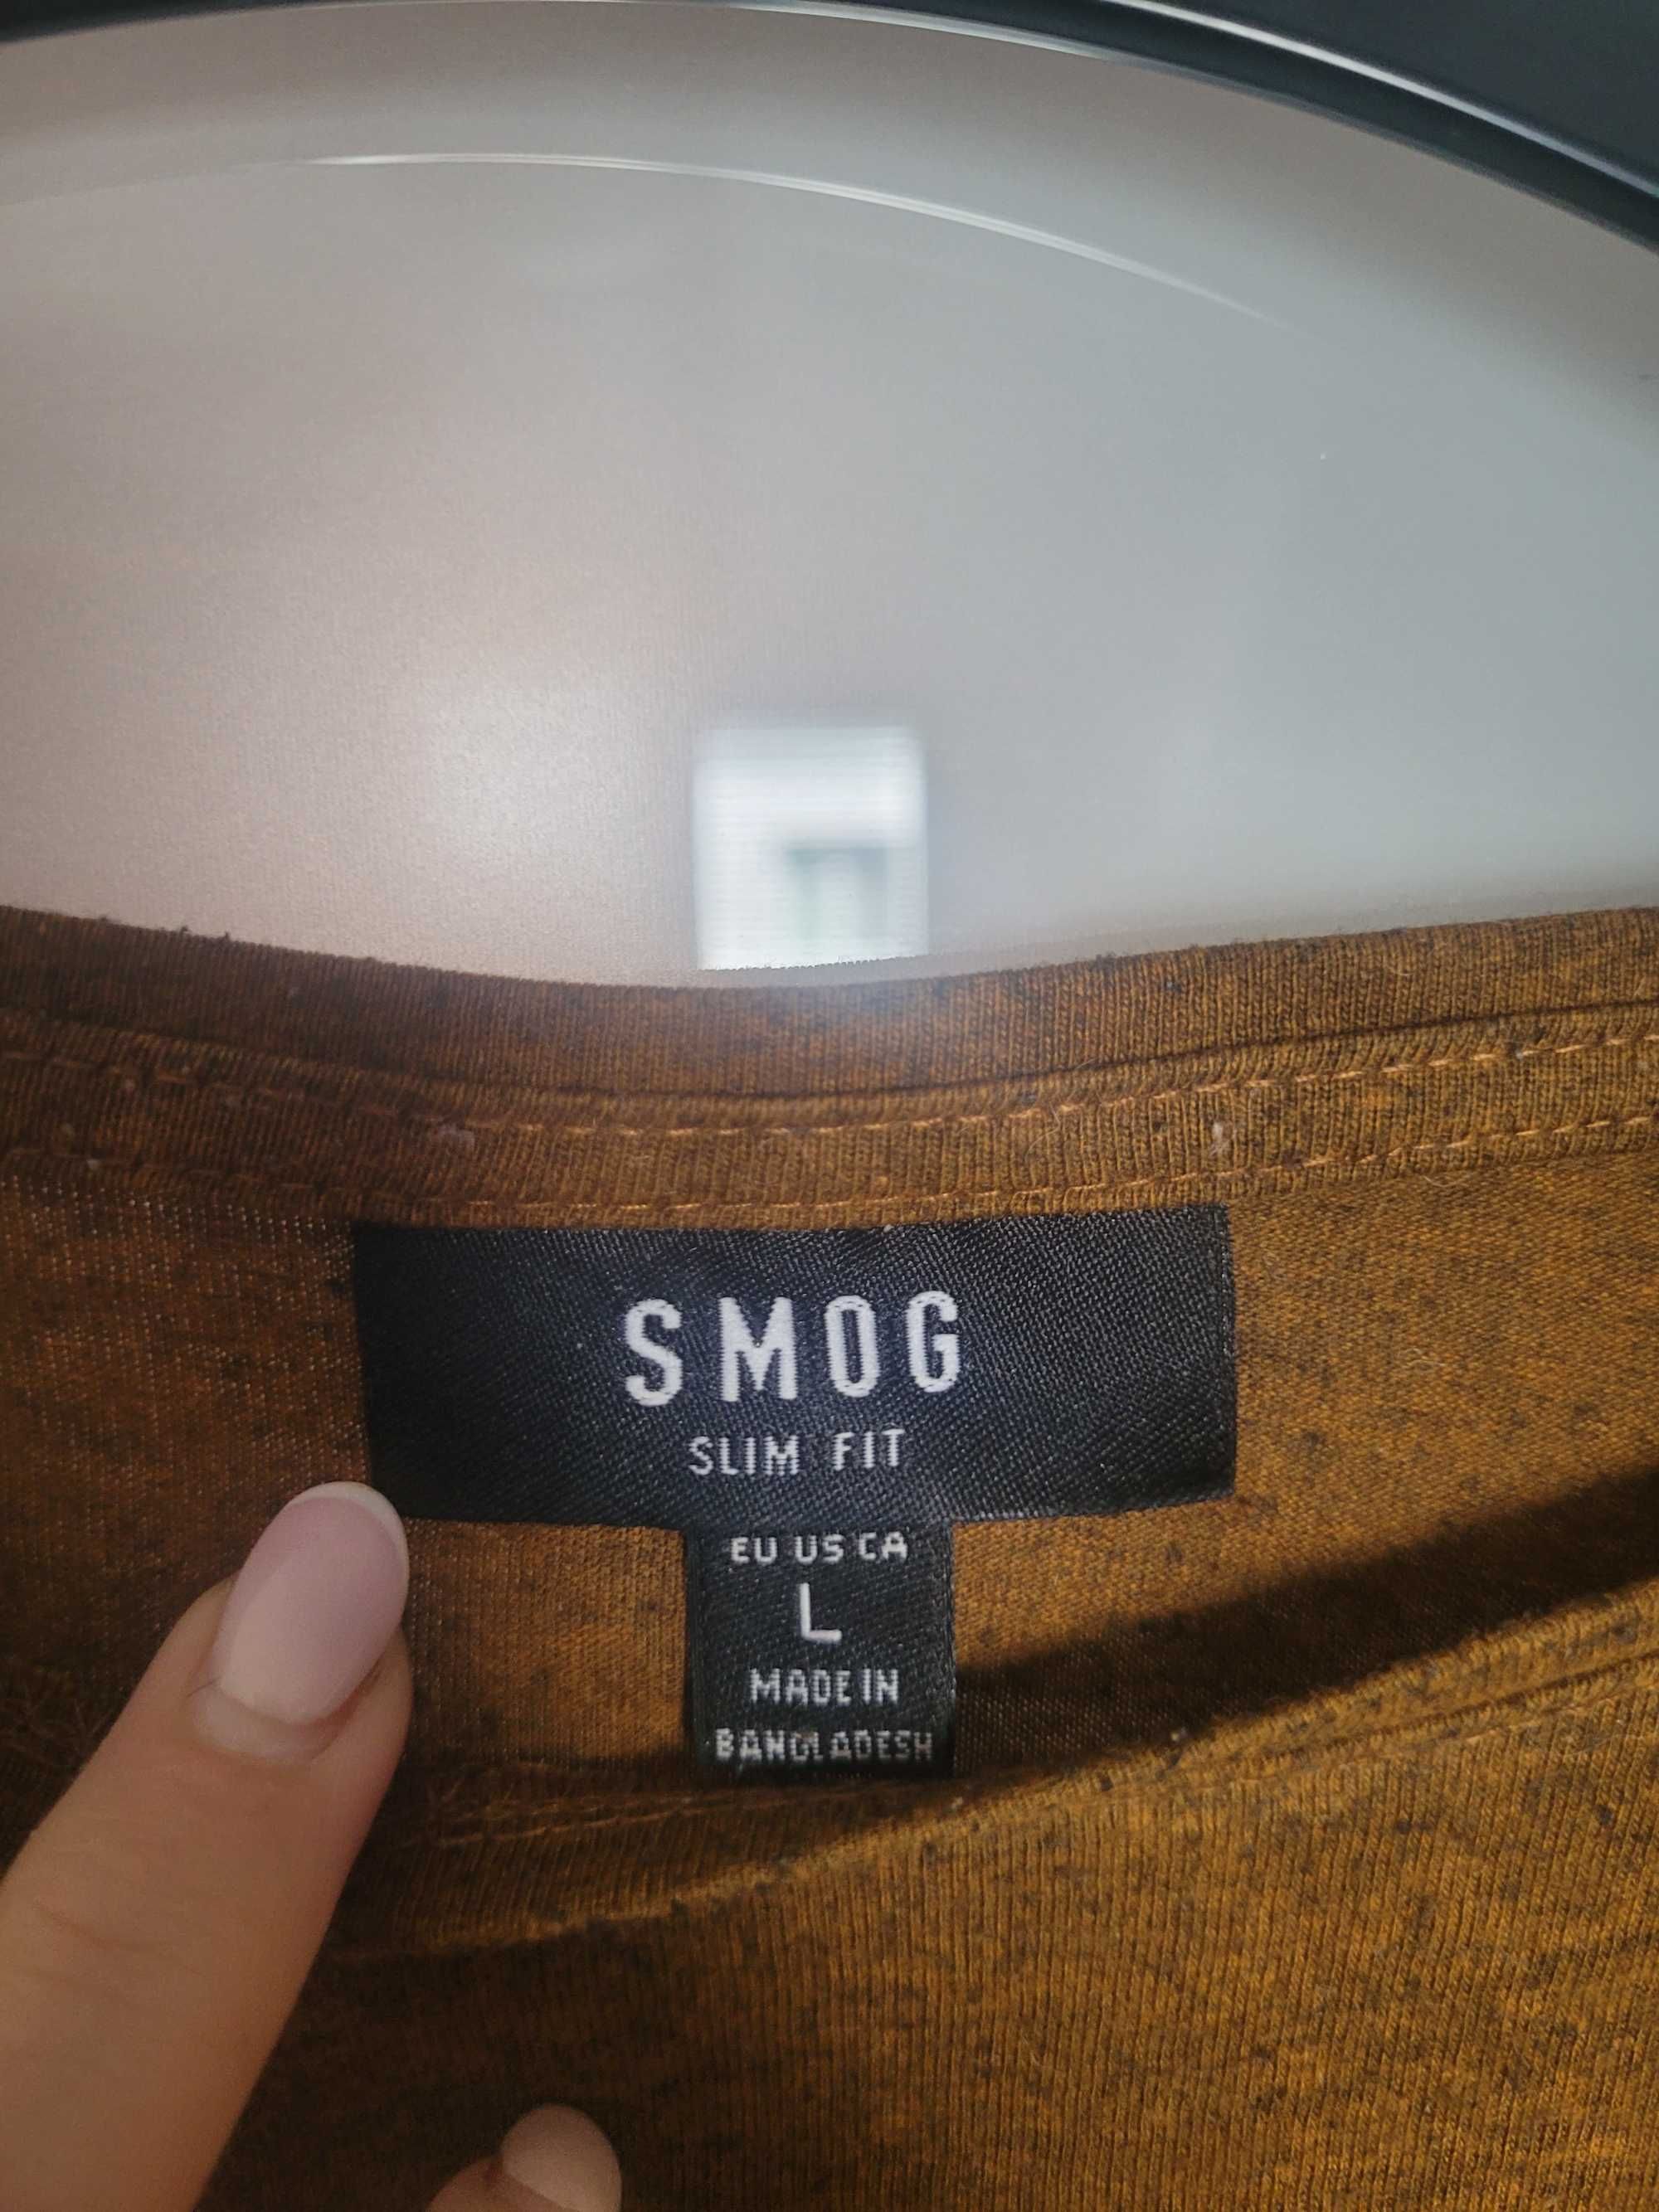 SMOG
SLIM FIT
EU US CA
L
MADE IN
BANGLADESH